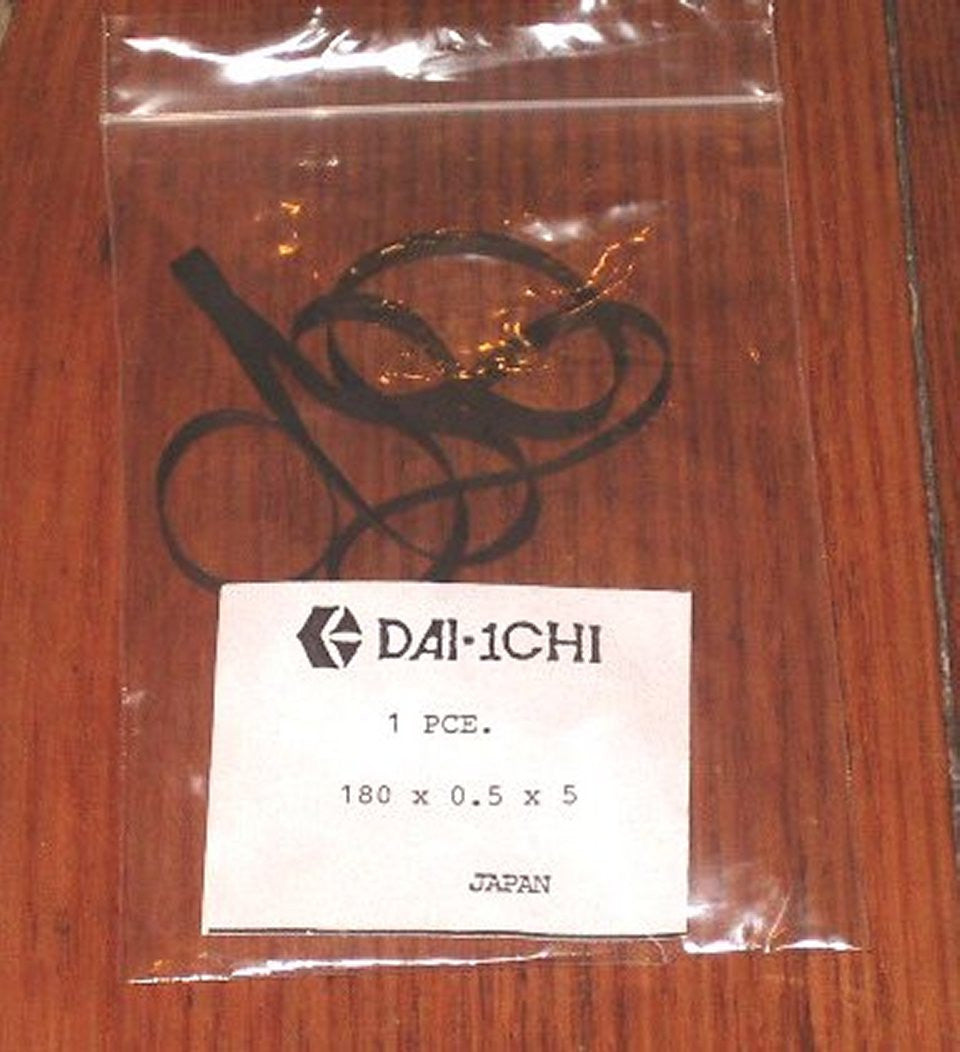 DAI·1CHI
1 PCE.
180 x 0.5 x 5
JAPAN